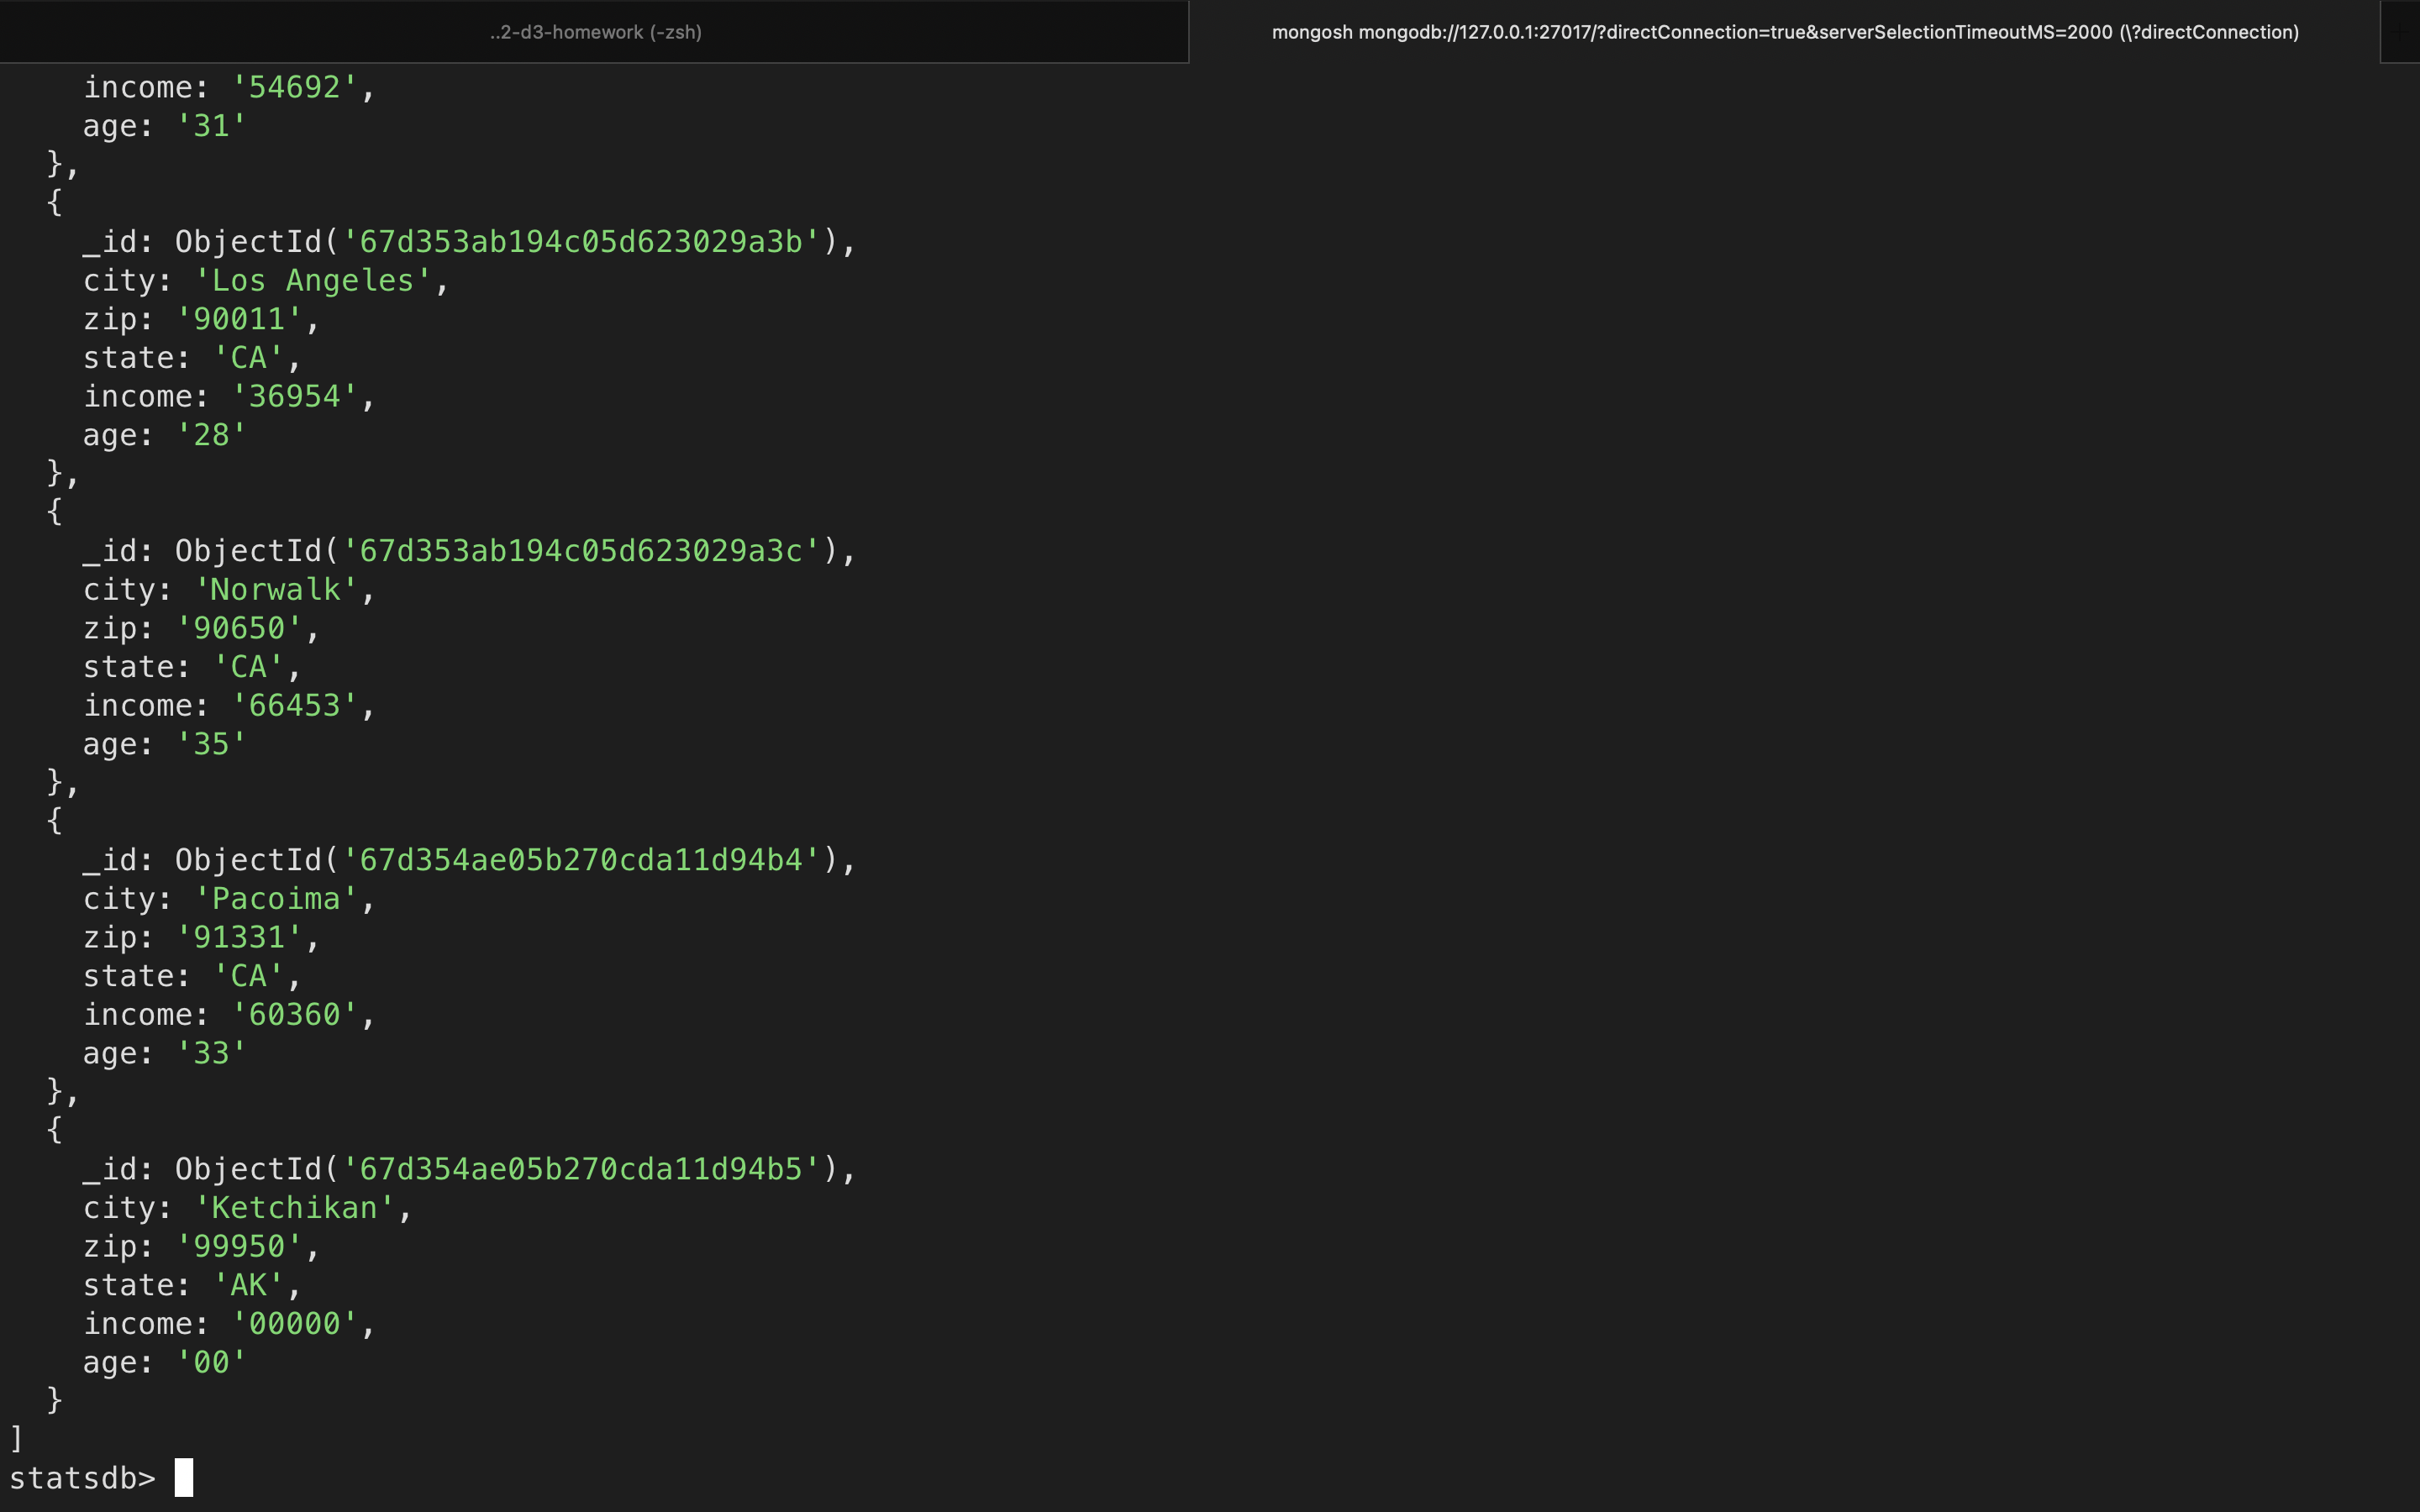 ..2-d3-homework (-zsh)
mongosh mongodb://127.0.0.1:27017/?directConnection=true&serverSelectionTimeoutMS=2000 (\?directConnection)
    income: '54692',
    age: '31'
  },
  {
    _id: ObjectId('67d353ab194c05d623029a3b'),
    city: 'Los Angeles',
    zip: '90011',
    state: 'CA',
    income: '36954',
    age: '28'
  },
  {
    _id: ObjectId('67d353ab194c05d623029a3c'),
    city: 'Norwalk',
    zip: '90650',
    state: 'CA',
    income: '66453',
    age: '35'
  },
  {
    _id: ObjectId('67d354ae05b270cda11d94b4'),
    city: 'Pacoima',
    zip: '91331',
    state: 'CA',
    income: '60360',
    age: '33'
  },
  {
    _id: ObjectId('67d354ae05b270cda11d94b5'),
    city: 'Ketchikan',
    zip: '99950',
    state: 'AK',
    income: '00000',
    age: '00'
  }
]
statsdb>